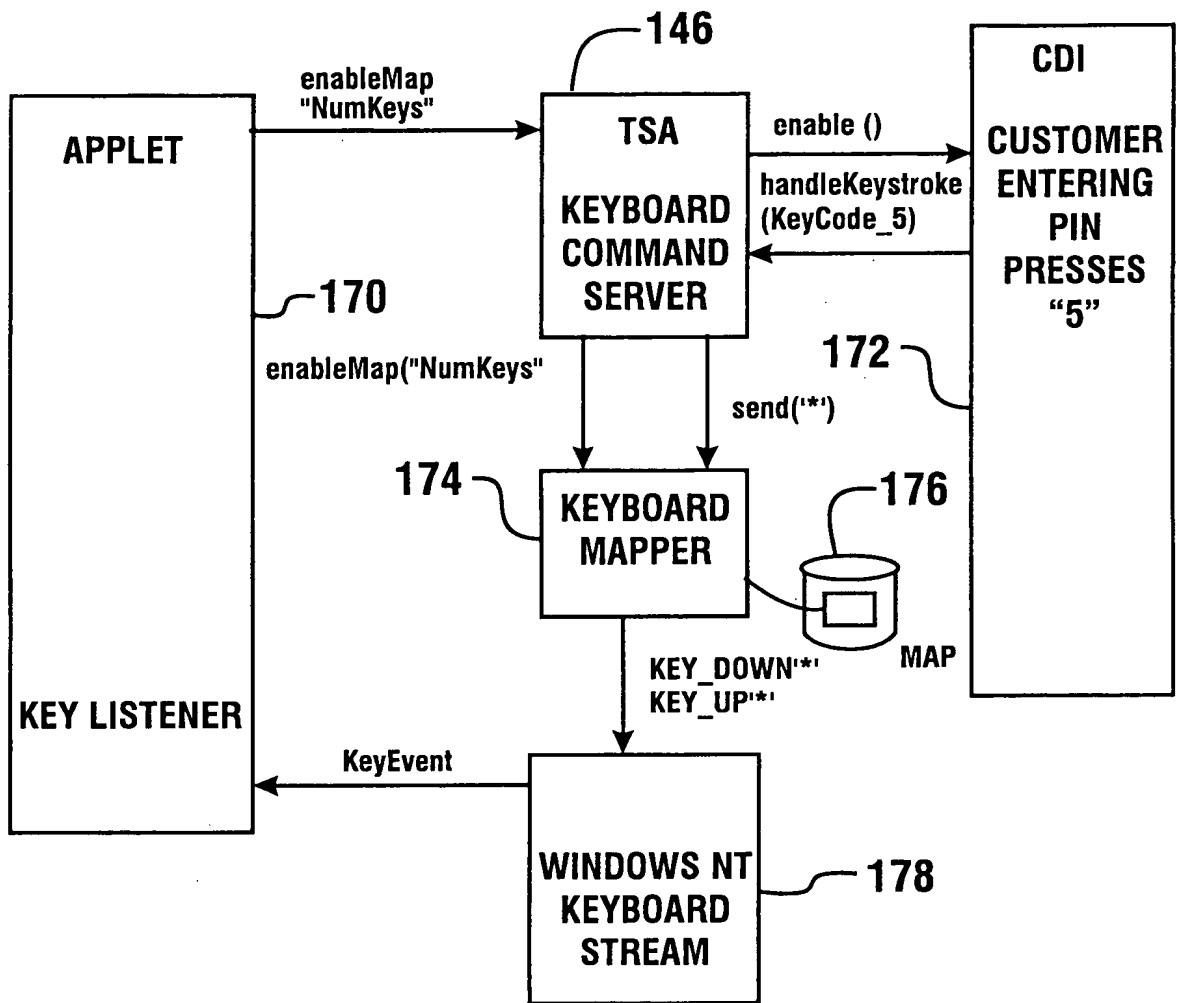 146
enableMap
"NumKeys"
APPLET
TSA
KEYBOARD
COMMAND
SERVER
enable ()
handleKeystroke
(KeyCode_5)
CDI
CUSTOMER
ENTERING
PIN
PRESSES
“5”
170
172
enableMap("NumKeys"
send('*')
174
KEYBOARD
MAPPER
176
MAP
KEY_DOWN'*'
KEY_UP'*'
KEY LISTENER
KeyEvent
WINDOWS NT
KEYBOARD
STREAM
178